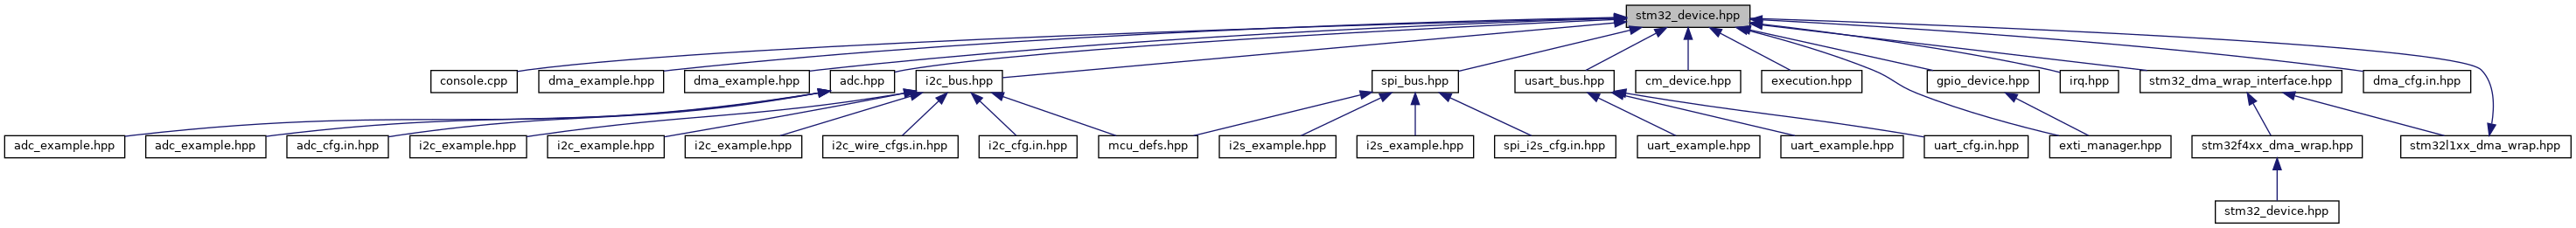 stm32_device.hpp
console.cpp
dma_example.hpp
dma_example.hpp
adc.hpp
i2c_bus.hpp
spi_bus.hpp
usart_bus.hpp
cm_device.hpp
execution.hpp
gpio_device.hpp
irq.hpp
stm32_dma_wrap_interface.hpp
dma_cfg.in.hpp
adc_example.hpp
adc_example.hpp
adc_cfg.in.hpp
i2c_example.hpp
i2c_example.hpp
i2c_example.hpp
i2c_wire_cfgs.in.hpp
i2c_cfg.in.hpp
mcu_defs.hpp
i2s_example.hpp
i2s_example.hpp
spi_i2s_cfg.in.hpp
uart_example.hpp
uart_example.hpp
uart_cfg.in.hpp
exti_manager.hpp
stm32f4xx_dma_wrap.hpp
stm32l1xx_dma_wrap.hpp
stm32_device.hpp